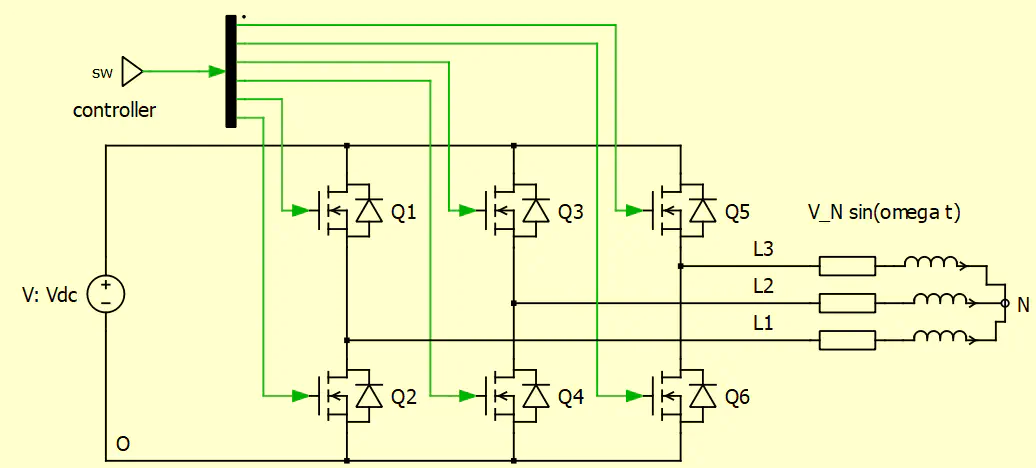 sw
controller
Q1
Q3
Q5
V_N sin(omega t)
L3
L2
L1
V: Vdc
N
Q2
Q4
Q6
O